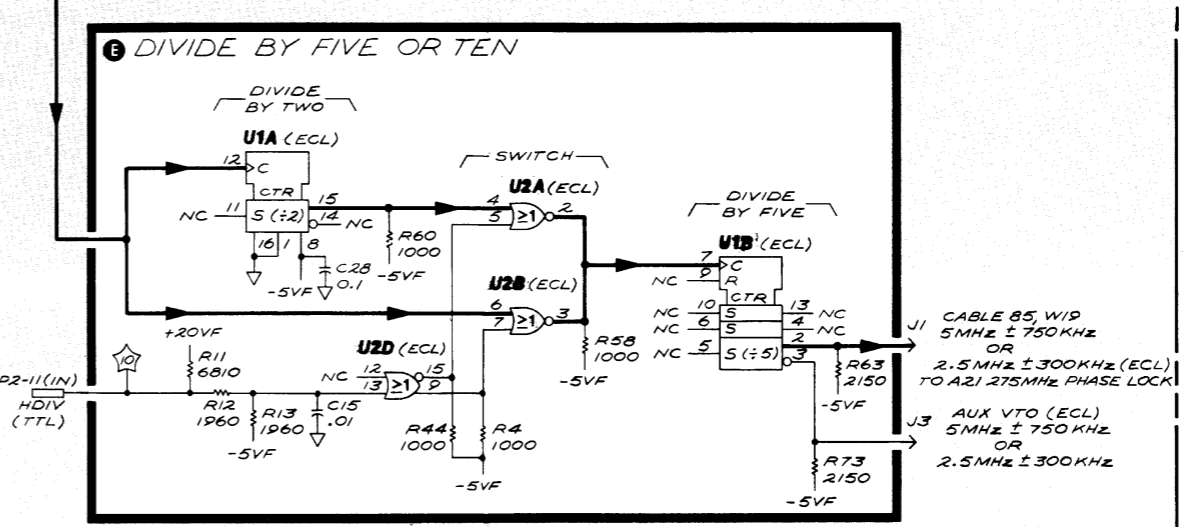 E DIVIDE BY FIVE OR TEN
DIVIDE
BY TWO
U1A (ECL)
12
C
CTR
NC 11
S (÷2)
15
14 NC
16 1 8
-5VF
C28
0.1
R60
1000
-5VF
SWITCH
U2A (ECL)
4
5
≥1
2
U2B (ECL)
6
7
≥1
3
R58
1000
-5VF
DIVIDE
BY FIVE
U1B (ECL)
7
C
NC 9
R
CTR
NC 10 S 13 NC
NC 6 S 4 NC
NC 5 S (÷5) 2
3
R63
2150
-5VF
J1
CABLE 85, W19
5MHz ± 750KHz
OR
2.5MHz ± 300KHz (ECL)
TO A21 275MHz PHASE LOCK
J3
AUX VTO (ECL)
5MHz ± 750KHz
OR
2.5MHz ± 300KHz
R73
2150
-5VF
+20VF
10
R11
6810
P2-11(IN)
HDIV
(TTL)
R12
1960
R13
1960
-5VF
C15
.01
U2D (ECL)
NC 12
13
≥1
15
9
R44
1000
R4
1000
-5VF